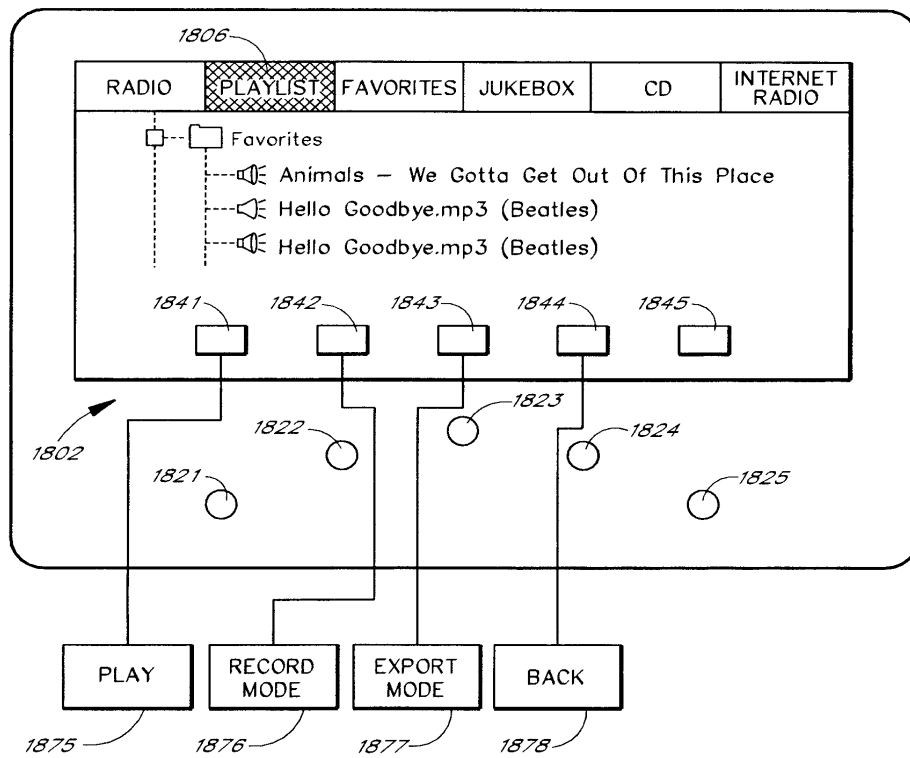 1806
RADIO PLAYLIST FAVORITES JUKEBOX CD INTERNET RADIO
Favorites
Animals – We Gotta Get Out Of This Place
Hello Goodbye.mp3 (Beatles)
Hello Goodbye.mp3 (Beatles)
1841 1842 1843 1844 1845
1802
1821 1822 1823 1824 1825
PLAY RECORD MODE EXPORT MODE BACK
1875 1876 1877 1878